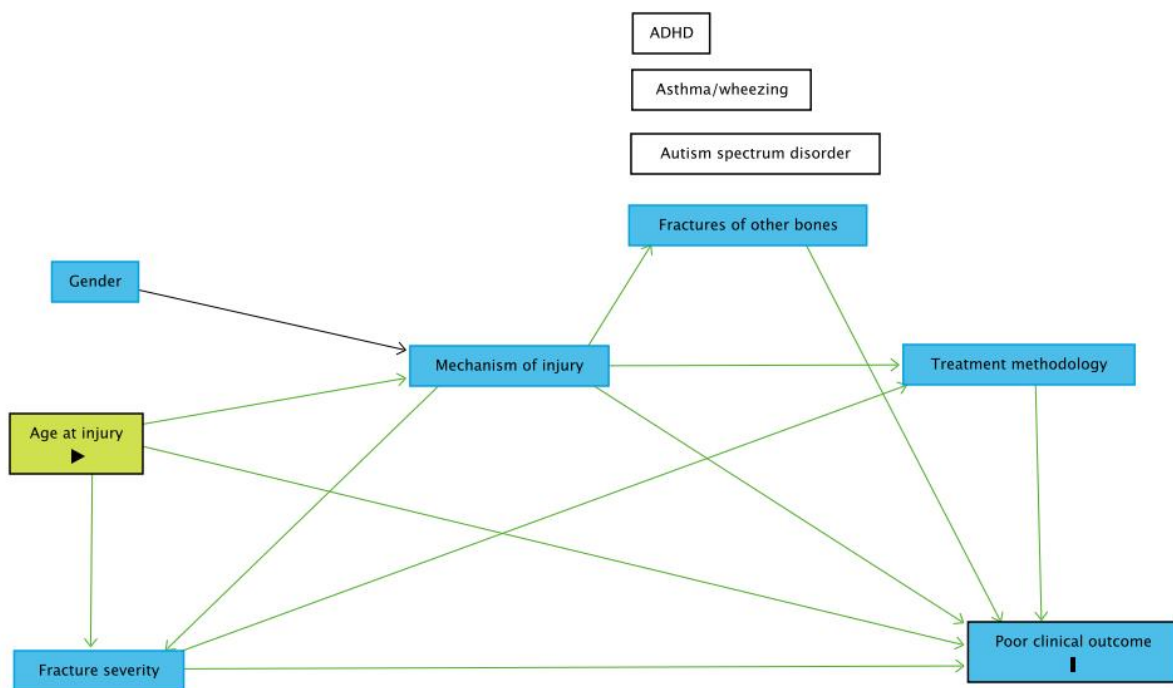 ADHD
Asthma/wheezing
Autism spectrum disorder
Fractures of other bones
Gender
Mechanism of injury
Treatment methodology
Age at injury
Poor clinical outcome
Fracture severity